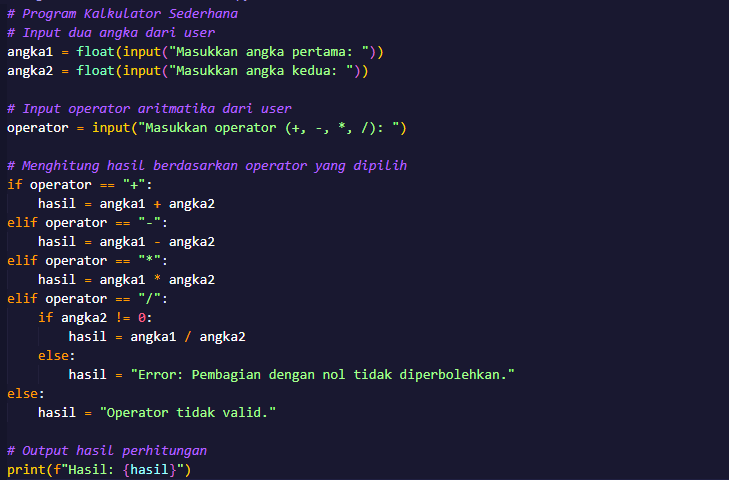 # Program Kalkulator Sederhana
# Input dua angka dari user
angka1 = float(input("Masukkan angka pertama: "))
angka2 = float(input("Masukkan angka kedua: "))

# Input operator aritmatika dari user
operator = input("Masukkan operator (+, -, *, /): ")

# Menghitung hasil berdasarkan operator yang dipilih
if operator == "+":
    hasil = angka1 + angka2
elif operator == "-":
    hasil = angka1 - angka2
elif operator == "*":
    hasil = angka1 * angka2
elif operator == "/":
    if angka2 != 0:
        hasil = angka1 / angka2
    else:
        hasil = "Error: Pembagian dengan nol tidak diperbolehkan."
else:
    hasil = "Operator tidak valid."

# Output hasil perhitungan
print(f"Hasil: {hasil}")